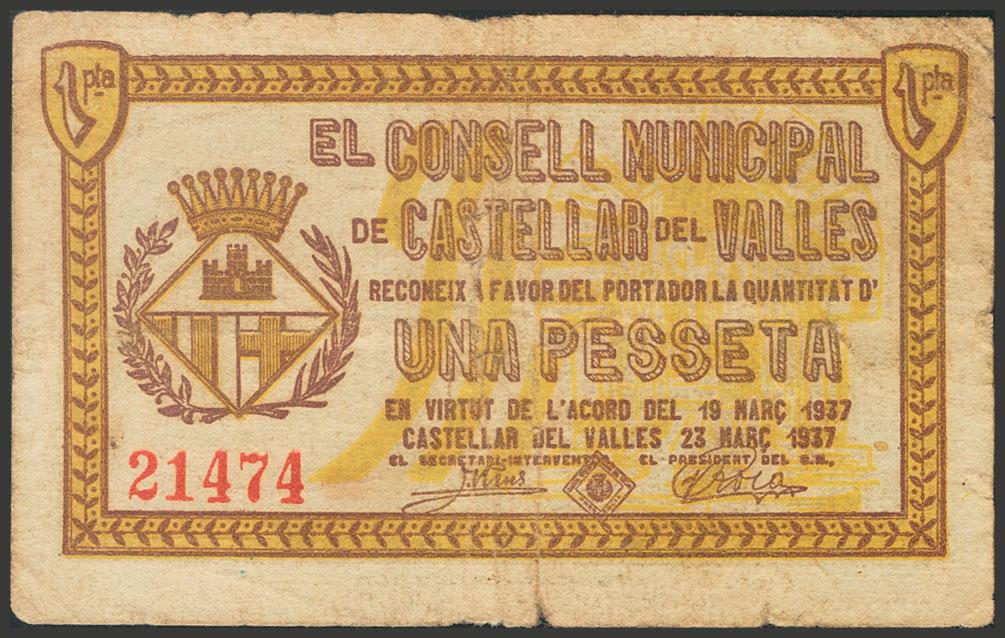 1 pta
1 pta
EL CONSELL MUNICIPAL
DE CASTELLAR DEL VALLES
RECONEIX A FAVOR DEL PORTADOR LA QUANTITAT D'
UNA PESSETA
EN VIRTUT DE L'ACORD DEL 19 MARÇ 1937
CASTELLAR DEL VALLES 23 MARÇ 1937
EL SECRETARI-INTERVENTOR EL PRESIDENT DEL C.M.,
21474